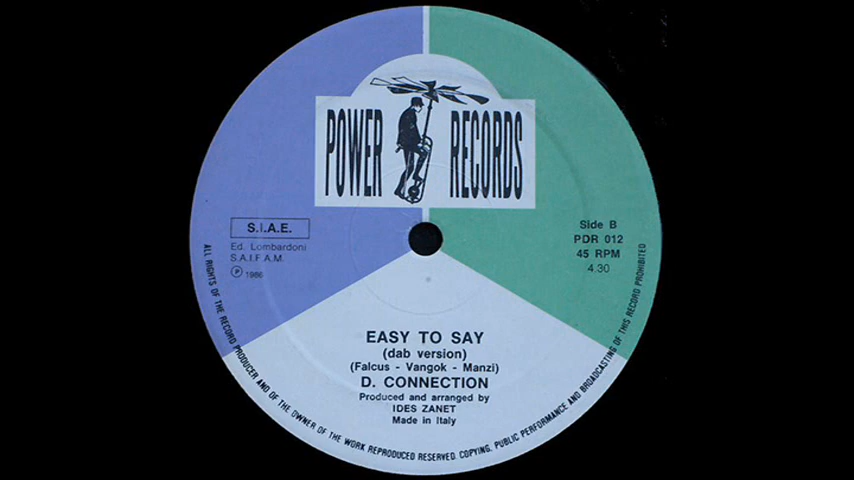 POWER RECORDS
S.I.A.E.
Ed. Lombardoni
S.A.I.F.A.M.
Ⓟ 1986
Side B
PDR 012
45 RPM
4.30
EASY TO SAY
(dab version)
(Falcus - Vangok - Manzi)
D. CONNECTION
Produced and arranged by
IDES ZANET
Made in Italy
ALL RIGHTS OF THE RECORD PRODUCER AND OF THE OWNER OF THE WORK REPRODUCED RESERVED. COPYING, PUBLIC PERFORMANCE AND BROADCASTING OF THIS RECORD PROHIBITED